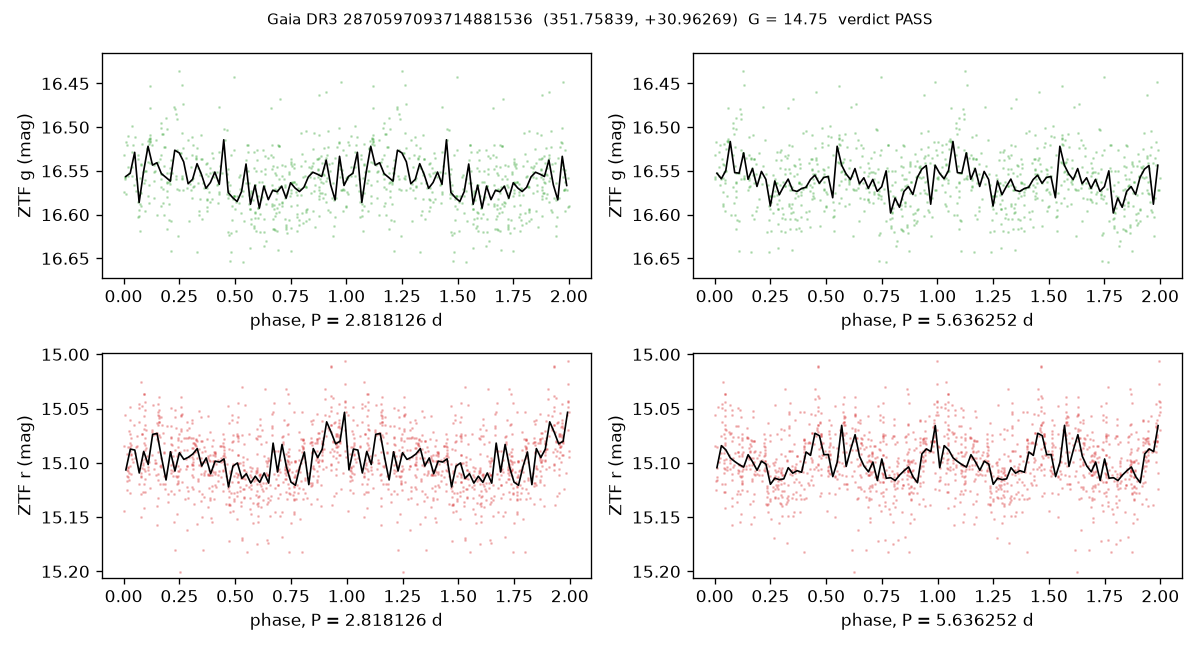 Gaia DR3 2870597093714881536 (351.75839, +30.96269) G = 14.75 verdict PASS
ZTF g (mag)
16.45
16.50
16.55
16.60
16.65
0.00 0.25 0.50 0.75 1.00 1.25 1.50 1.75 2.00
phase, P = 2.818126 d
ZTF g (mag)
16.45
16.50
16.55
16.60
16.65
0.00 0.25 0.50 0.75 1.00 1.25 1.50 1.75 2.00
phase, P = 5.636252 d
ZTF r (mag)
15.00
15.05
15.10
15.15
15.20
0.00 0.25 0.50 0.75 1.00 1.25 1.50 1.75 2.00
phase, P = 2.818126 d
ZTF r (mag)
15.00
15.05
15.10
15.15
15.20
0.00 0.25 0.50 0.75 1.00 1.25 1.50 1.75 2.00
phase, P = 5.636252 d